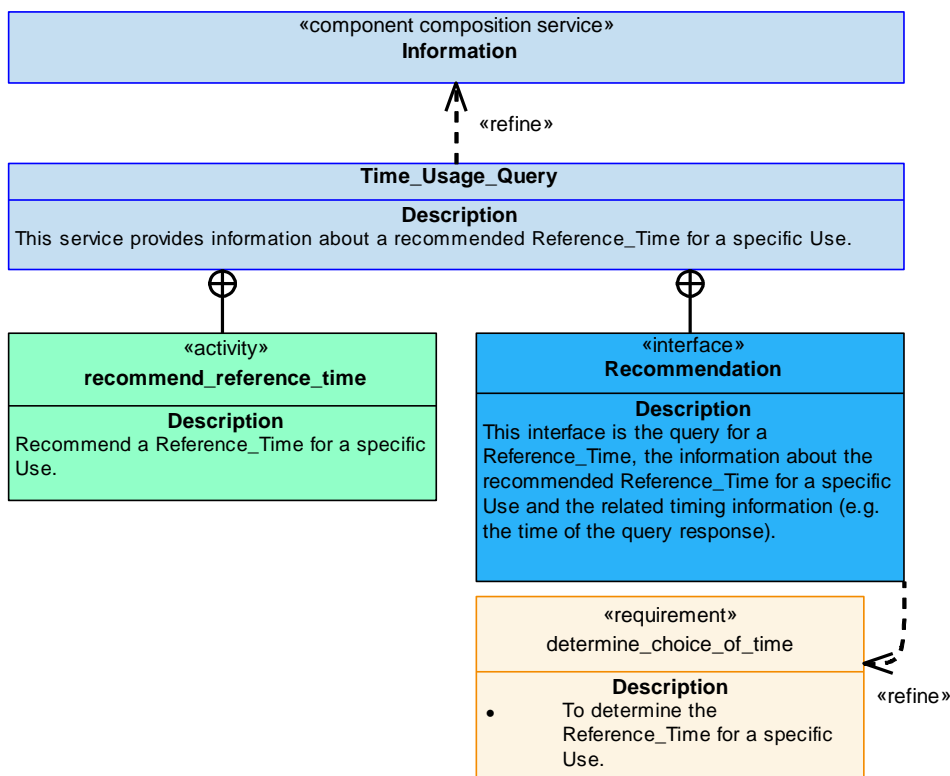 «component composition service»
Information
«refine»
Time_Usage_Query
Description
This service provides information about a recommended Reference_Time for a specific Use.
«activity»
recommend_reference_time
Description
Recommend a Reference_Time for a specific
Use.
«interface»
Recommendation
Description
This interface is the query for a
Reference_Time, the information about the
recommended Reference_Time for a specific
Use and the related timing information (e.g.
the time of the query response).
«requirement»
determine_choice_of_time
Description
• To determine the
Reference_Time for a specific
Use.
«refine»